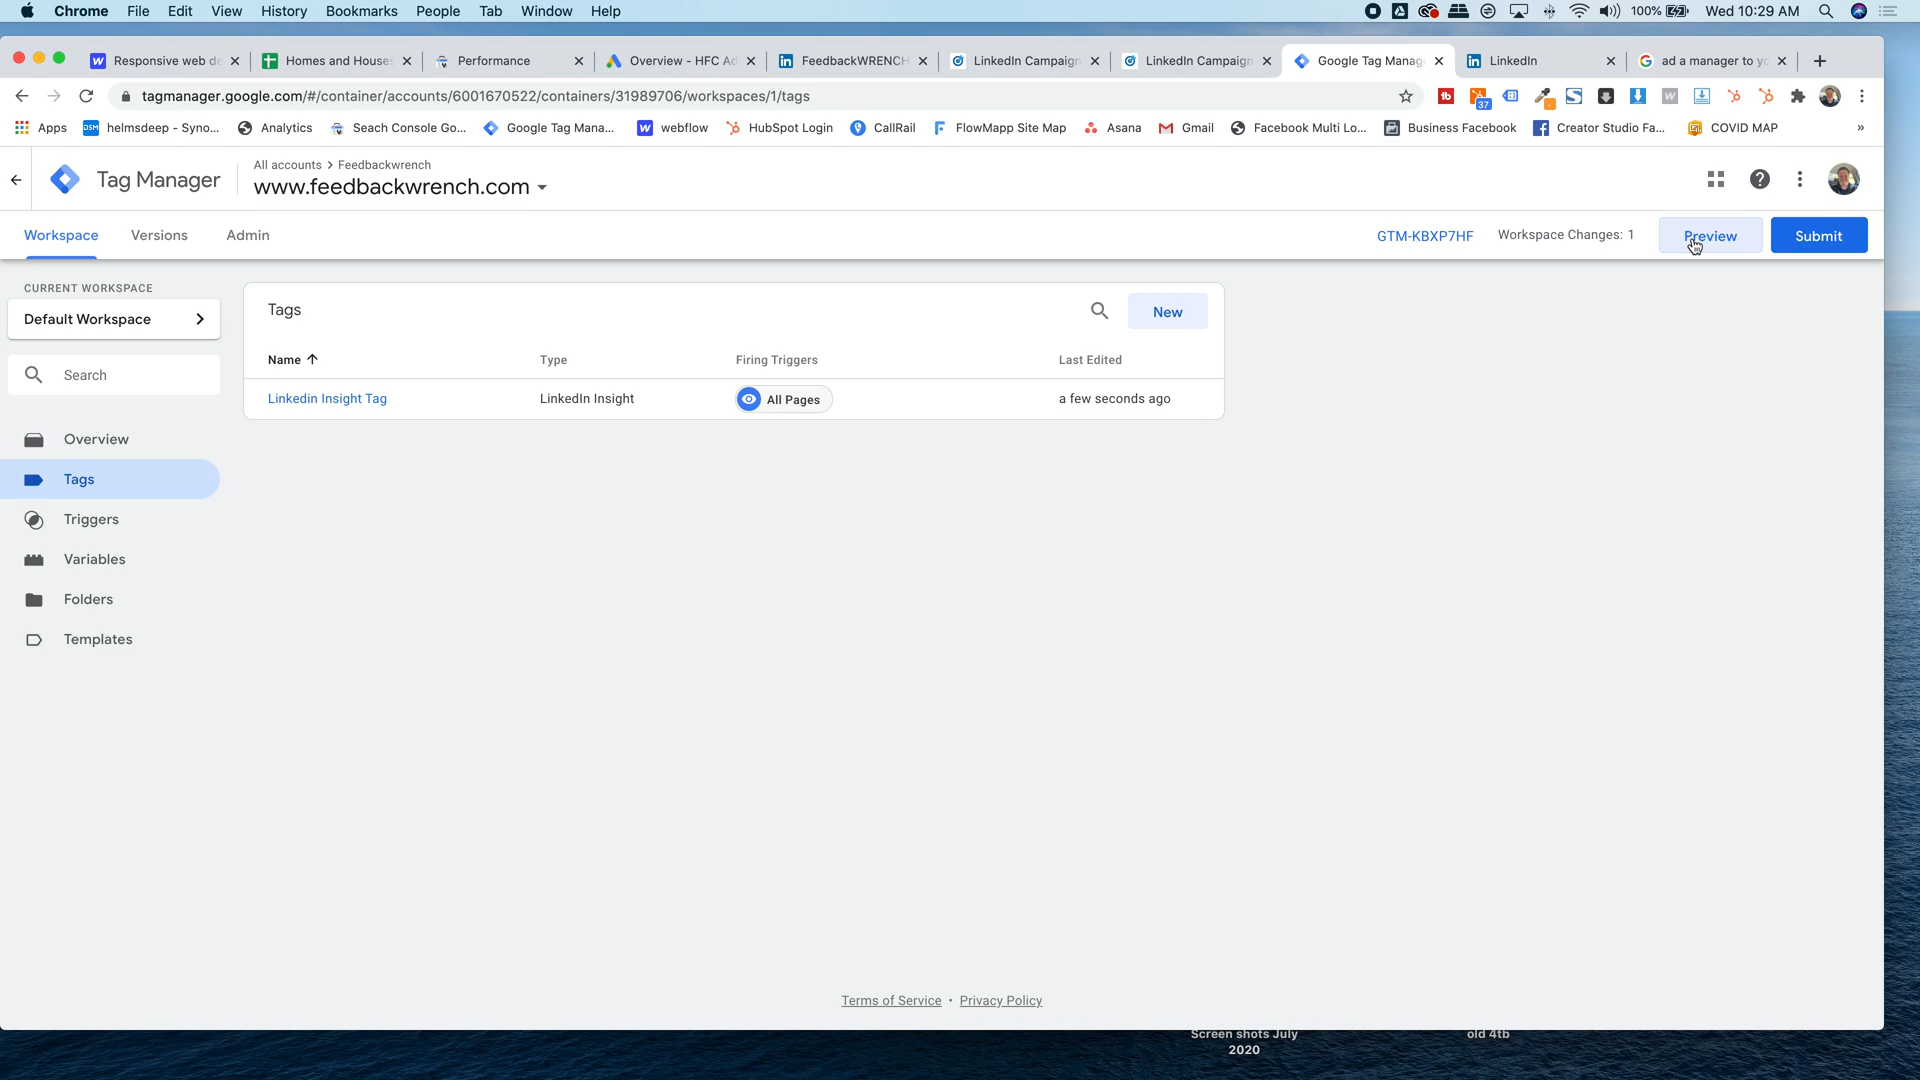 Chrome File Edit View History Bookmarks People Tab Window Help 100% Wed 10:29 AM
Responsive web de Homes and House Performance Overview - HFC Ad FeedbackWRENCH LinkedIn Campaign LinkedIn Campaign Google Tag Manag LinkedIn ad a manager to yo
tagmanager.google.com/#/container/accounts/6001670522/containers/31989706/workspaces/1/tags 37
Apps DSM helmsdeep - Syno... Analytics Seach Console Go... Google Tag Mana... webflow HubSpot Login CallRail FlowMapp Site Map Asana Gmail Facebook Multi Lo... Business Facebook Creator Studio Fa... COVID MAP »
Tag Manager
All accounts > Feedbackwrench
www.feedbackwrench.com
Workspace Versions Admin GTM-KBXP7HF Workspace Changes: 1 Preview Submit
CURRENT WORKSPACE
Default Workspace
Search
Overview
Tags
Triggers
Variables
Folders
Templates
Tags New
Name Type Firing Triggers Last Edited
Linkedin Insight Tag LinkedIn Insight All Pages a few seconds ago
Terms of Service • Privacy Policy
Screen shots July
2020
old 4tb